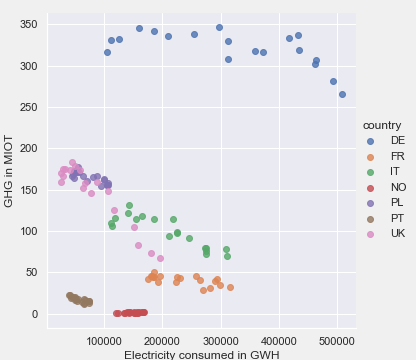 350
300
250
200
150
100
50
0
GHG in MIOT
100000 200000 300000 400000 500000
Electricity consumed in GWH
country
DE
FR
IT
NO
PL
PT
UK